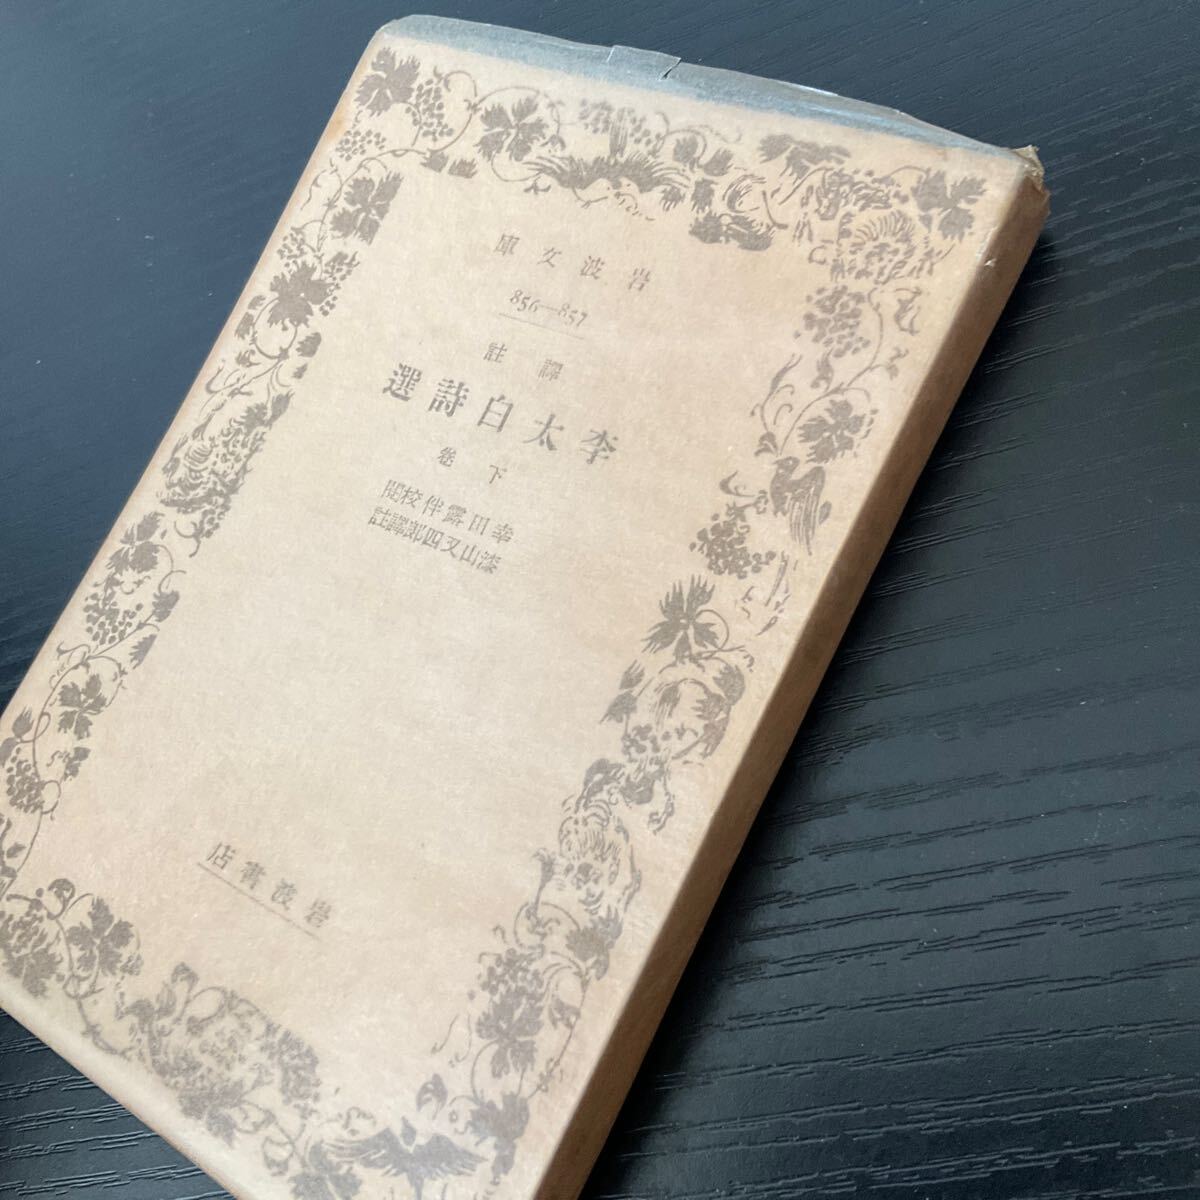 岩波文庫
856—857
譯註
李太白詩選
下卷
幸田露伴校閲
漆山又四郎譯註
岩波書店